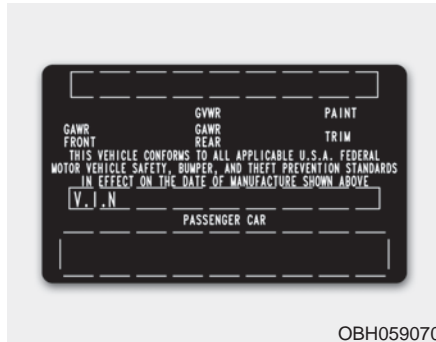 GVWR PAINT
GAWR FRONT GAWR REAR TRIM
THIS VEHICLE CONFORMS TO ALL APPLICABLE U.S.A. FEDERAL
MOTOR VEHICLE SAFETY, BUMPER, AND THEFT PREVENTION STANDARDS
IN EFFECT ON THE DATE OF MANUFACTURE SHOWN ABOVE
V.I.N
PASSENGER CAR
OBH059070